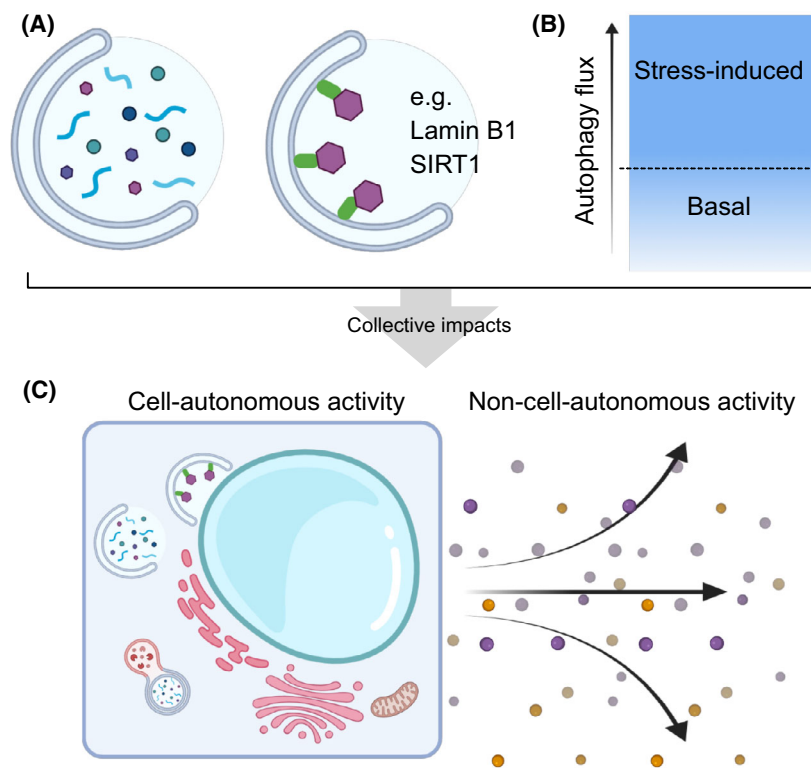 (A)
e.g.
Lamin B1
SIRT1
(B)
Autophagy flux
Stress-induced
Basal
Collective impacts
(C)
Cell-autonomous activity
Non-cell-autonomous activity